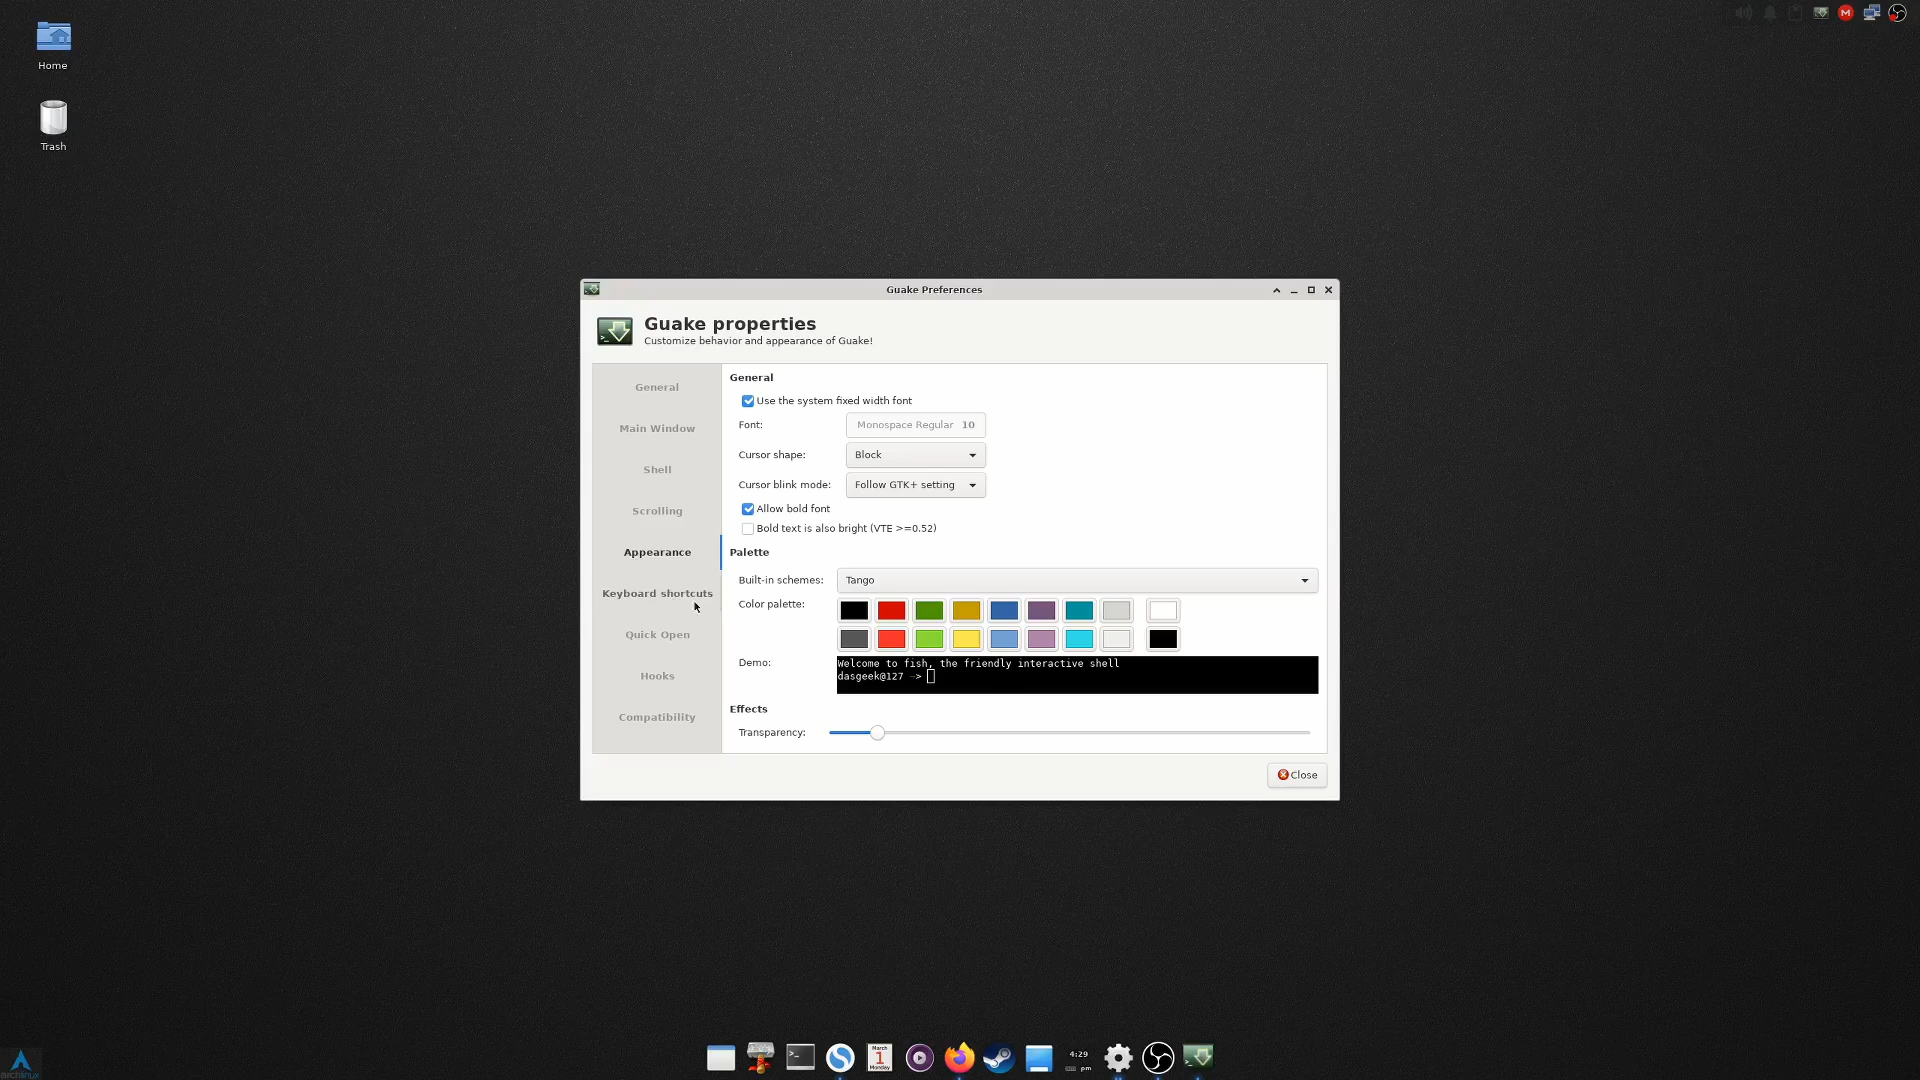 Home
Trash
Guake Preferences
Guake properties
Customize behavior and appearance of Guake!
General
Main Window
Shell
Scrolling
Appearance
Keyboard shortcuts
Quick Open
Hooks
Compatibility
General
Use the system fixed width font
Font: Monospace Regular 10
Cursor shape: Block
Cursor blink mode: Follow GTK+ setting
Allow bold font
Bold text is also bright (VTE >=0.52)
Palette
Built-in schemes: Tango
Color palette:
Demo:
Welcome to fish, the friendly interactive shell
dasgeek@127 ~>
Effects
Transparency:
Close
M
March
1
Monday
4:29
pm
archlinux